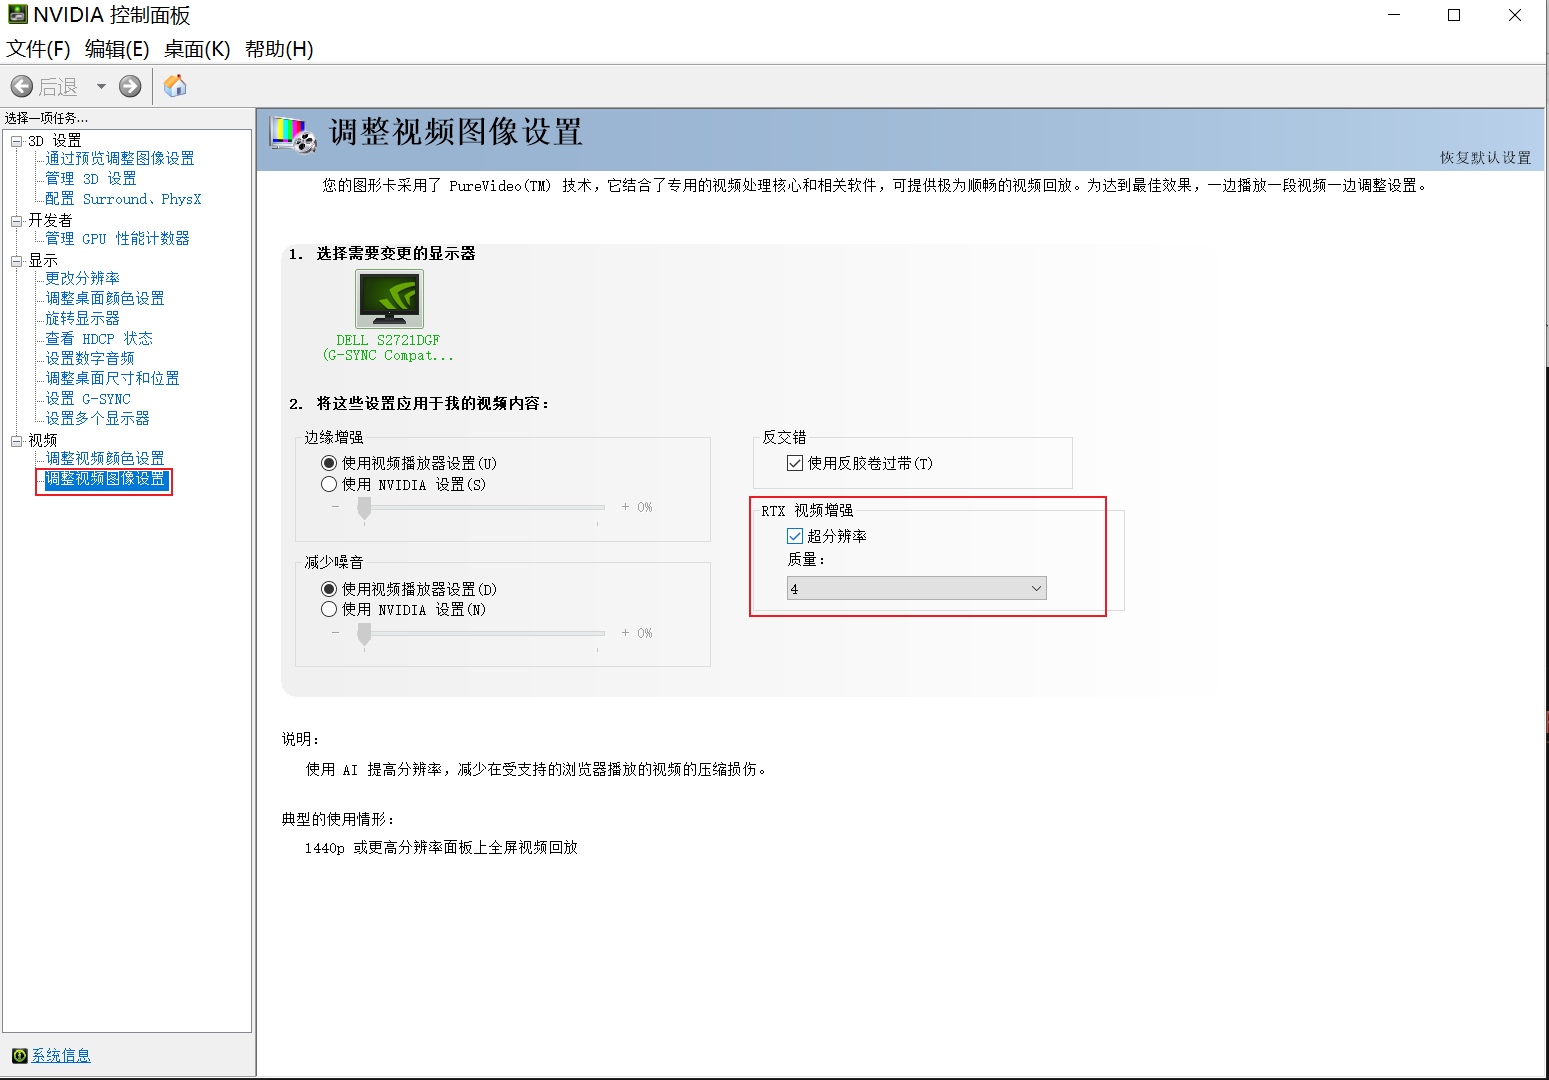 NVIDIA 控制面板
文件(F) 编辑(E) 桌面(K) 帮助(H)
后退
选择一项任务...
3D 设置
通过预览调整图像设置
管理 3D 设置
配置 Surround、PhysX
开发者
管理 GPU 性能计数器
显示
更改分辨率
调整桌面颜色设置
旋转显示器
查看 HDCP 状态
设置数字音频
调整桌面尺寸和位置
设置 G-SYNC
设置多个显示器
视频
调整视频颜色设置
调整视频图像设置
系统信息
调整视频图像设置
恢复默认设置
您的图形卡采用了 PureVideo(TM) 技术，它结合了专用的视频处理核心和相关软件，可提供极为顺畅的视频回放。为达到最佳效果，一边播放一段视频一边调整设置。
1. 选择需要变更的显示器
DELL S2721DGF
(G-SYNC Compat...
2. 将这些设置应用于我的视频内容：
边缘增强
使用视频播放器设置(U)
使用 NVIDIA 设置(S)
− + 0%
减少噪音
使用视频播放器设置(D)
使用 NVIDIA 设置(N)
− + 0%
反交错
使用反胶卷过带(T)
RTX 视频增强
超分辨率
质量：
4
说明：
使用 AI 提高分辨率，减少在受支持的浏览器播放的视频的压缩损伤。
典型的使用情形：
1440p 或更高分辨率面板上全屏视频回放